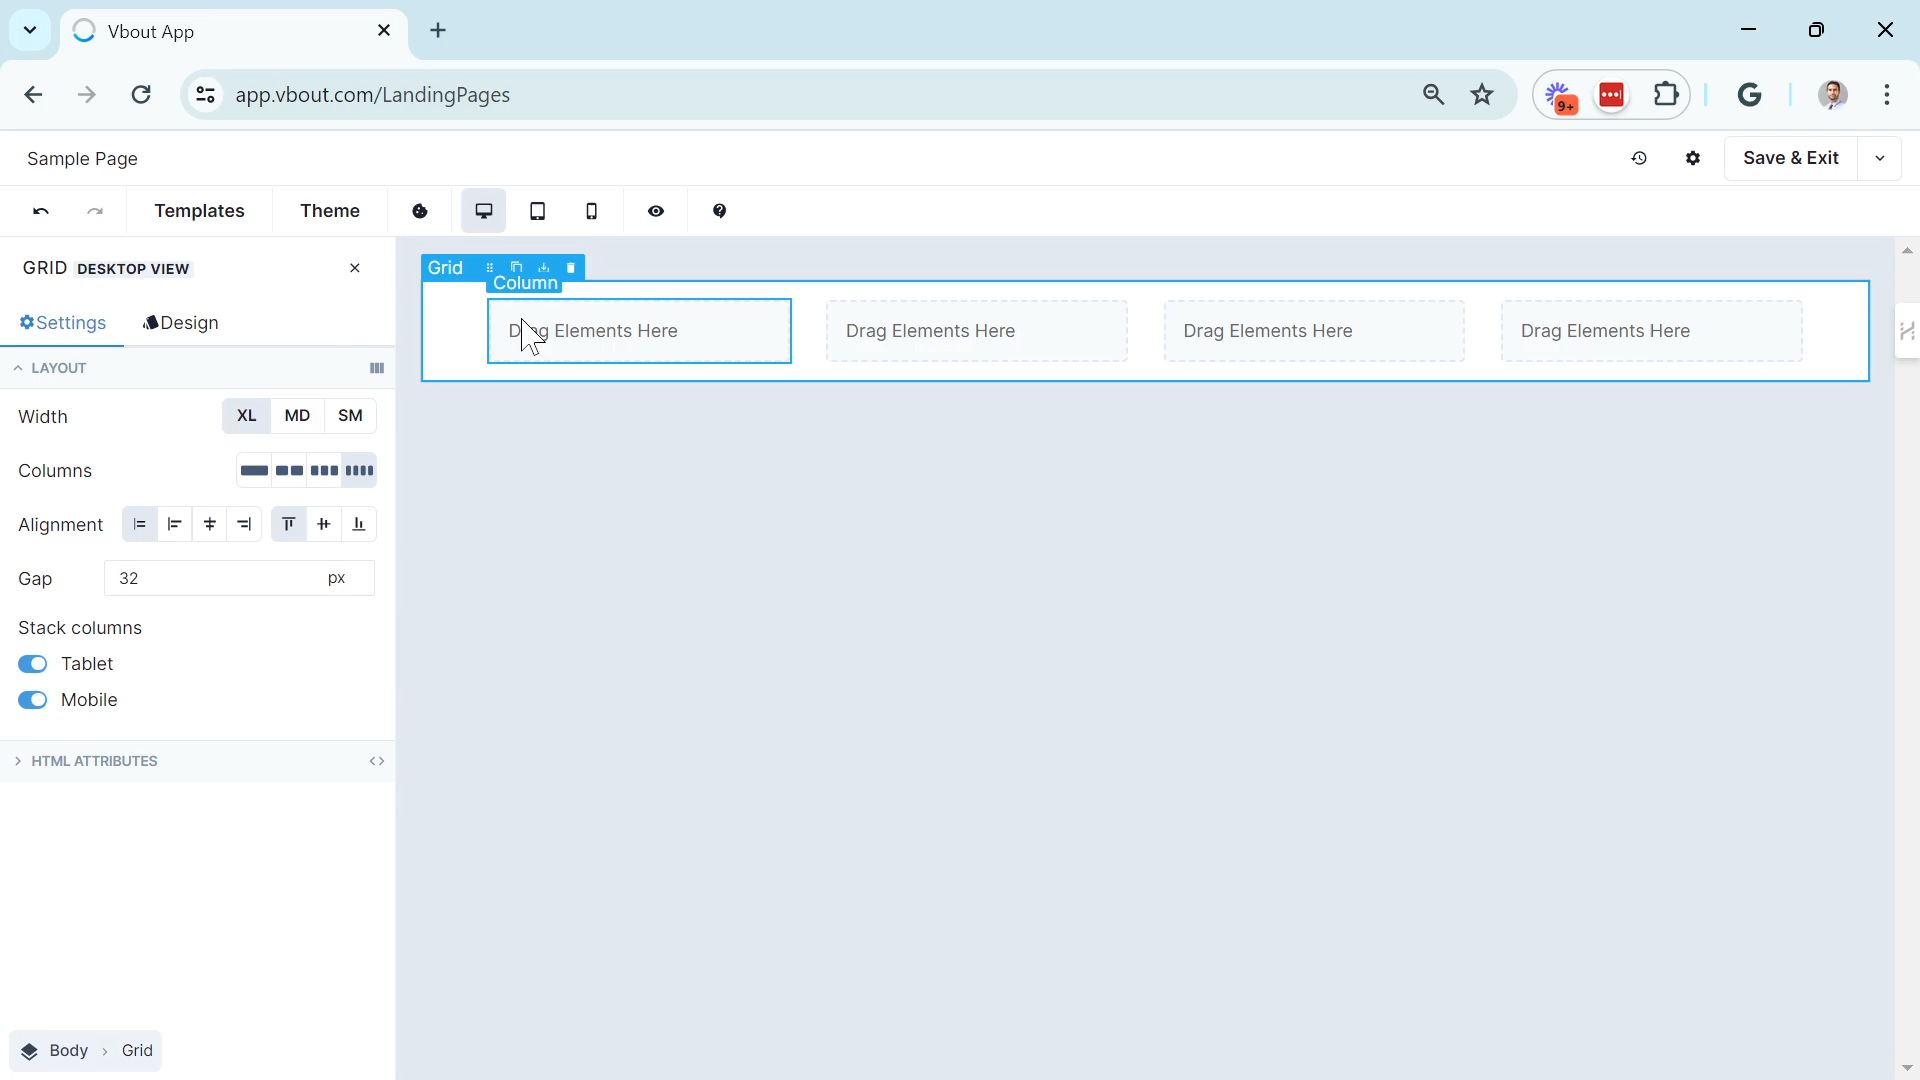 Vbout App
app.vbout.com/LandingPages
9+
Sample Page
Save & Exit
Templates
Theme
GRID DESKTOP VIEW
Settings
Design
LAYOUT
Width
XL
MD
SM
Columns
Alignment
Gap
32
px
Stack columns
Tablet
Mobile
HTML ATTRIBUTES
Body > Grid
Grid
Column
Drag Elements Here
Drag Elements Here
Drag Elements Here
Drag Elements Here